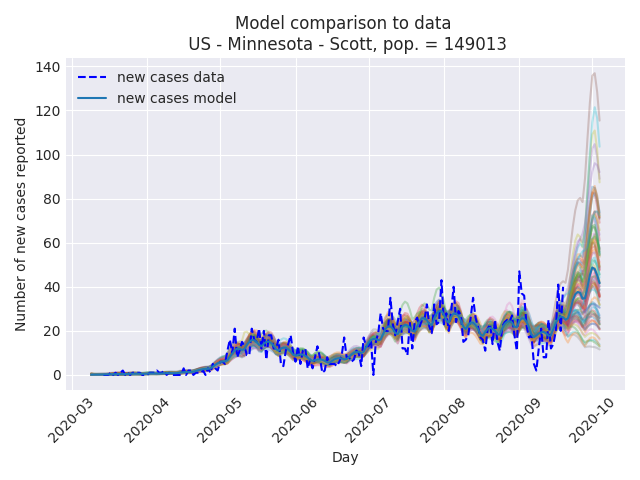 Model comparison to data
US - Minnesota - Scott, pop. = 149013
new cases data
new cases model
Number of new cases reported
140
120
100
80
60
40
20
0
2020-03
2020-04
2020-05
2020-06
2020-07
2020-08
2020-09
2020-10
Day